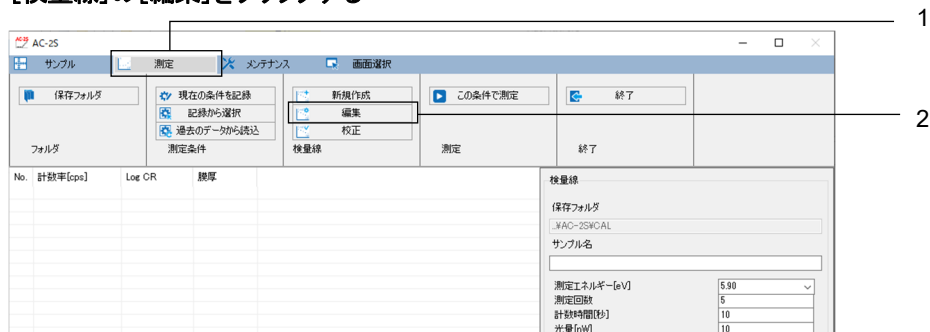 [検量線]の[編集]をクリックする
1
AC-2S
サンプル 測定 メンテナンス 画面選択
保存フォルダ 現在の条件を記録 新規作成 この条件で測定 終了
記録から選択 編集
2
過去のデータから読込 校正
フォルダ 測定条件 検量線 測定 終了
No. 計数率[cps] Log CR 膜厚
検量線
保存フォルダ
..¥AC-2S¥CAL
サンプル名
測定エネルギー[eV] 5.90
測定回数 5
計数時間[秒] 10
光量[nW] 10